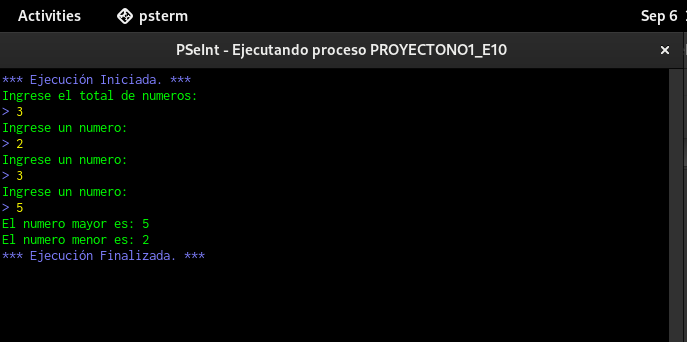 Activities psterm Sep 6
PSeInt - Ejecutando proceso PROYECTONO1_E10 ×
*** Ejecución Iniciada. ***
Ingrese el total de numeros:
> 3
Ingrese un numero:
> 2
Ingrese un numero:
> 3
Ingrese un numero:
> 5
El numero mayor es: 5
El numero menor es: 2
*** Ejecución Finalizada. ***